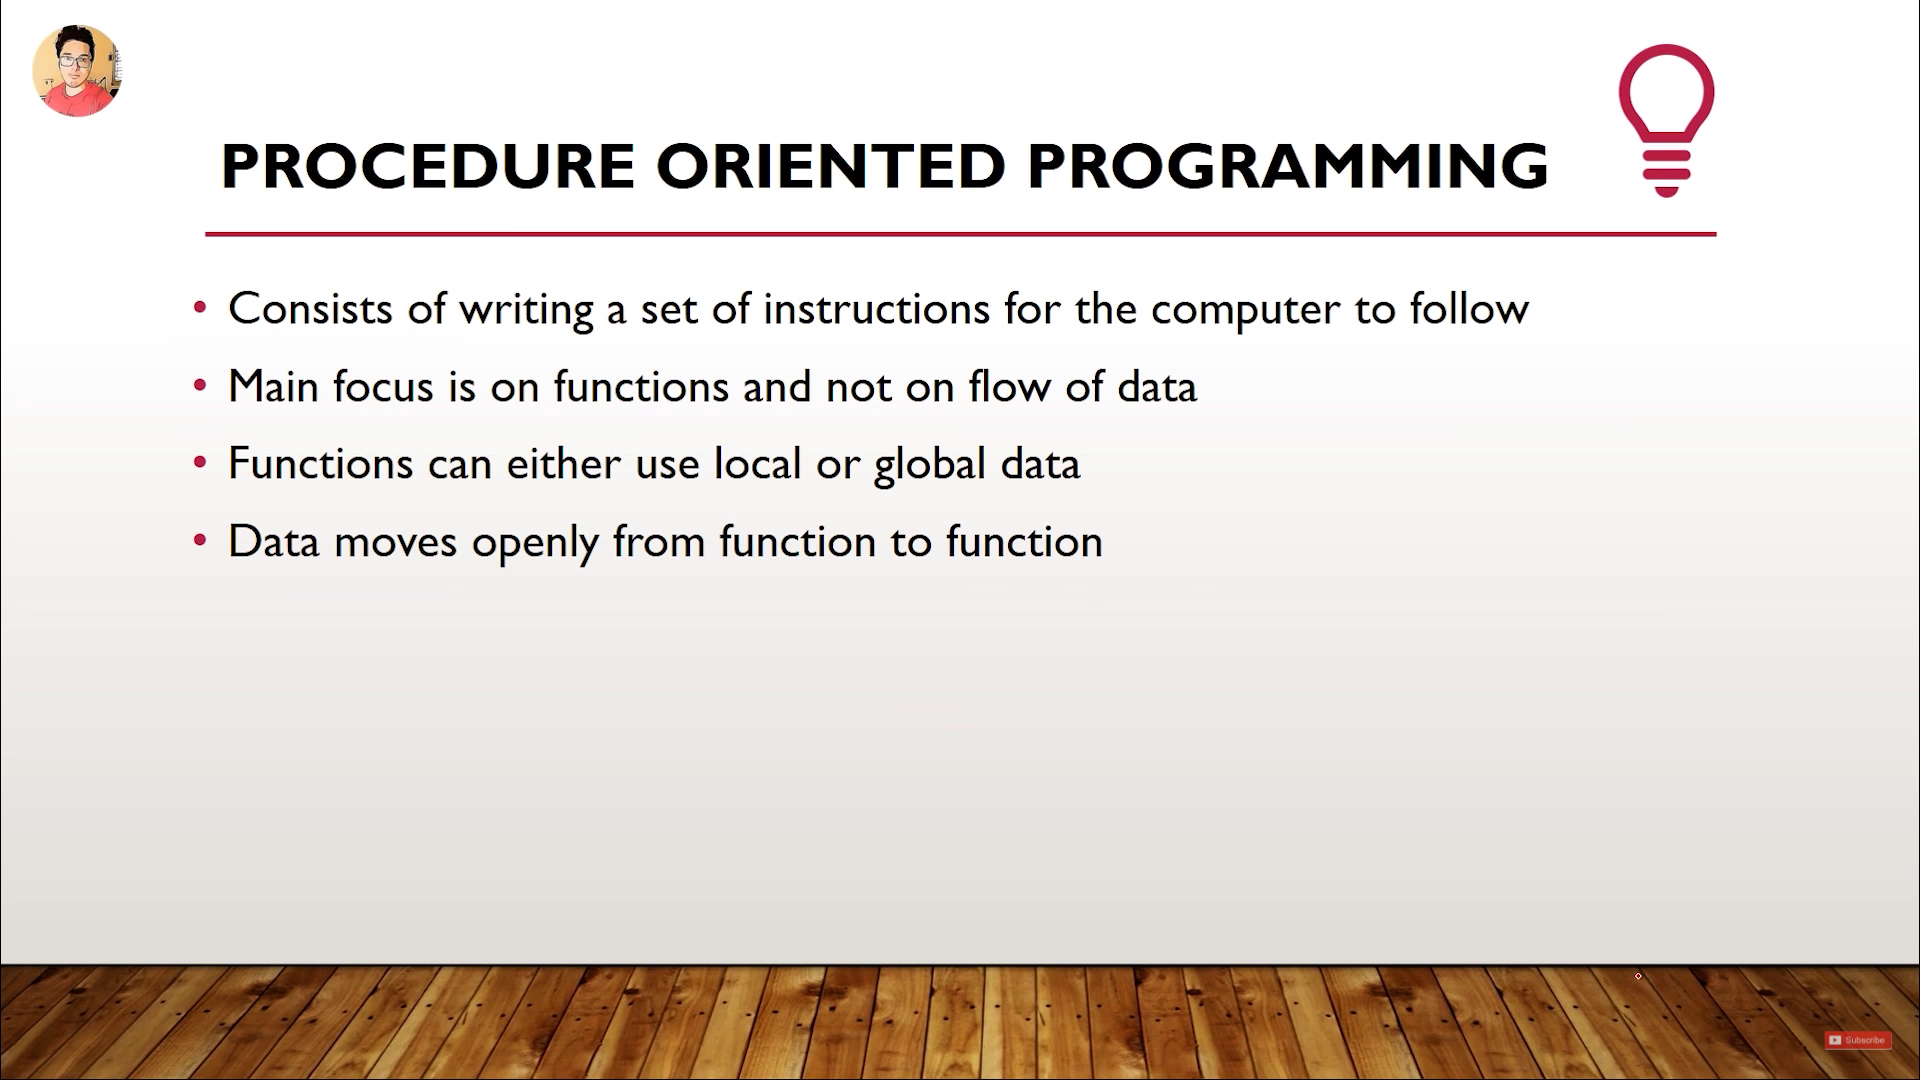 PROCEDURE ORIENTED PROGRAMMING
• Consists of writing a set of instructions for the computer to follow
• Main focus is on functions and not on flow of data
• Functions can either use local or global data
• Data moves openly from function to function
Subscribe